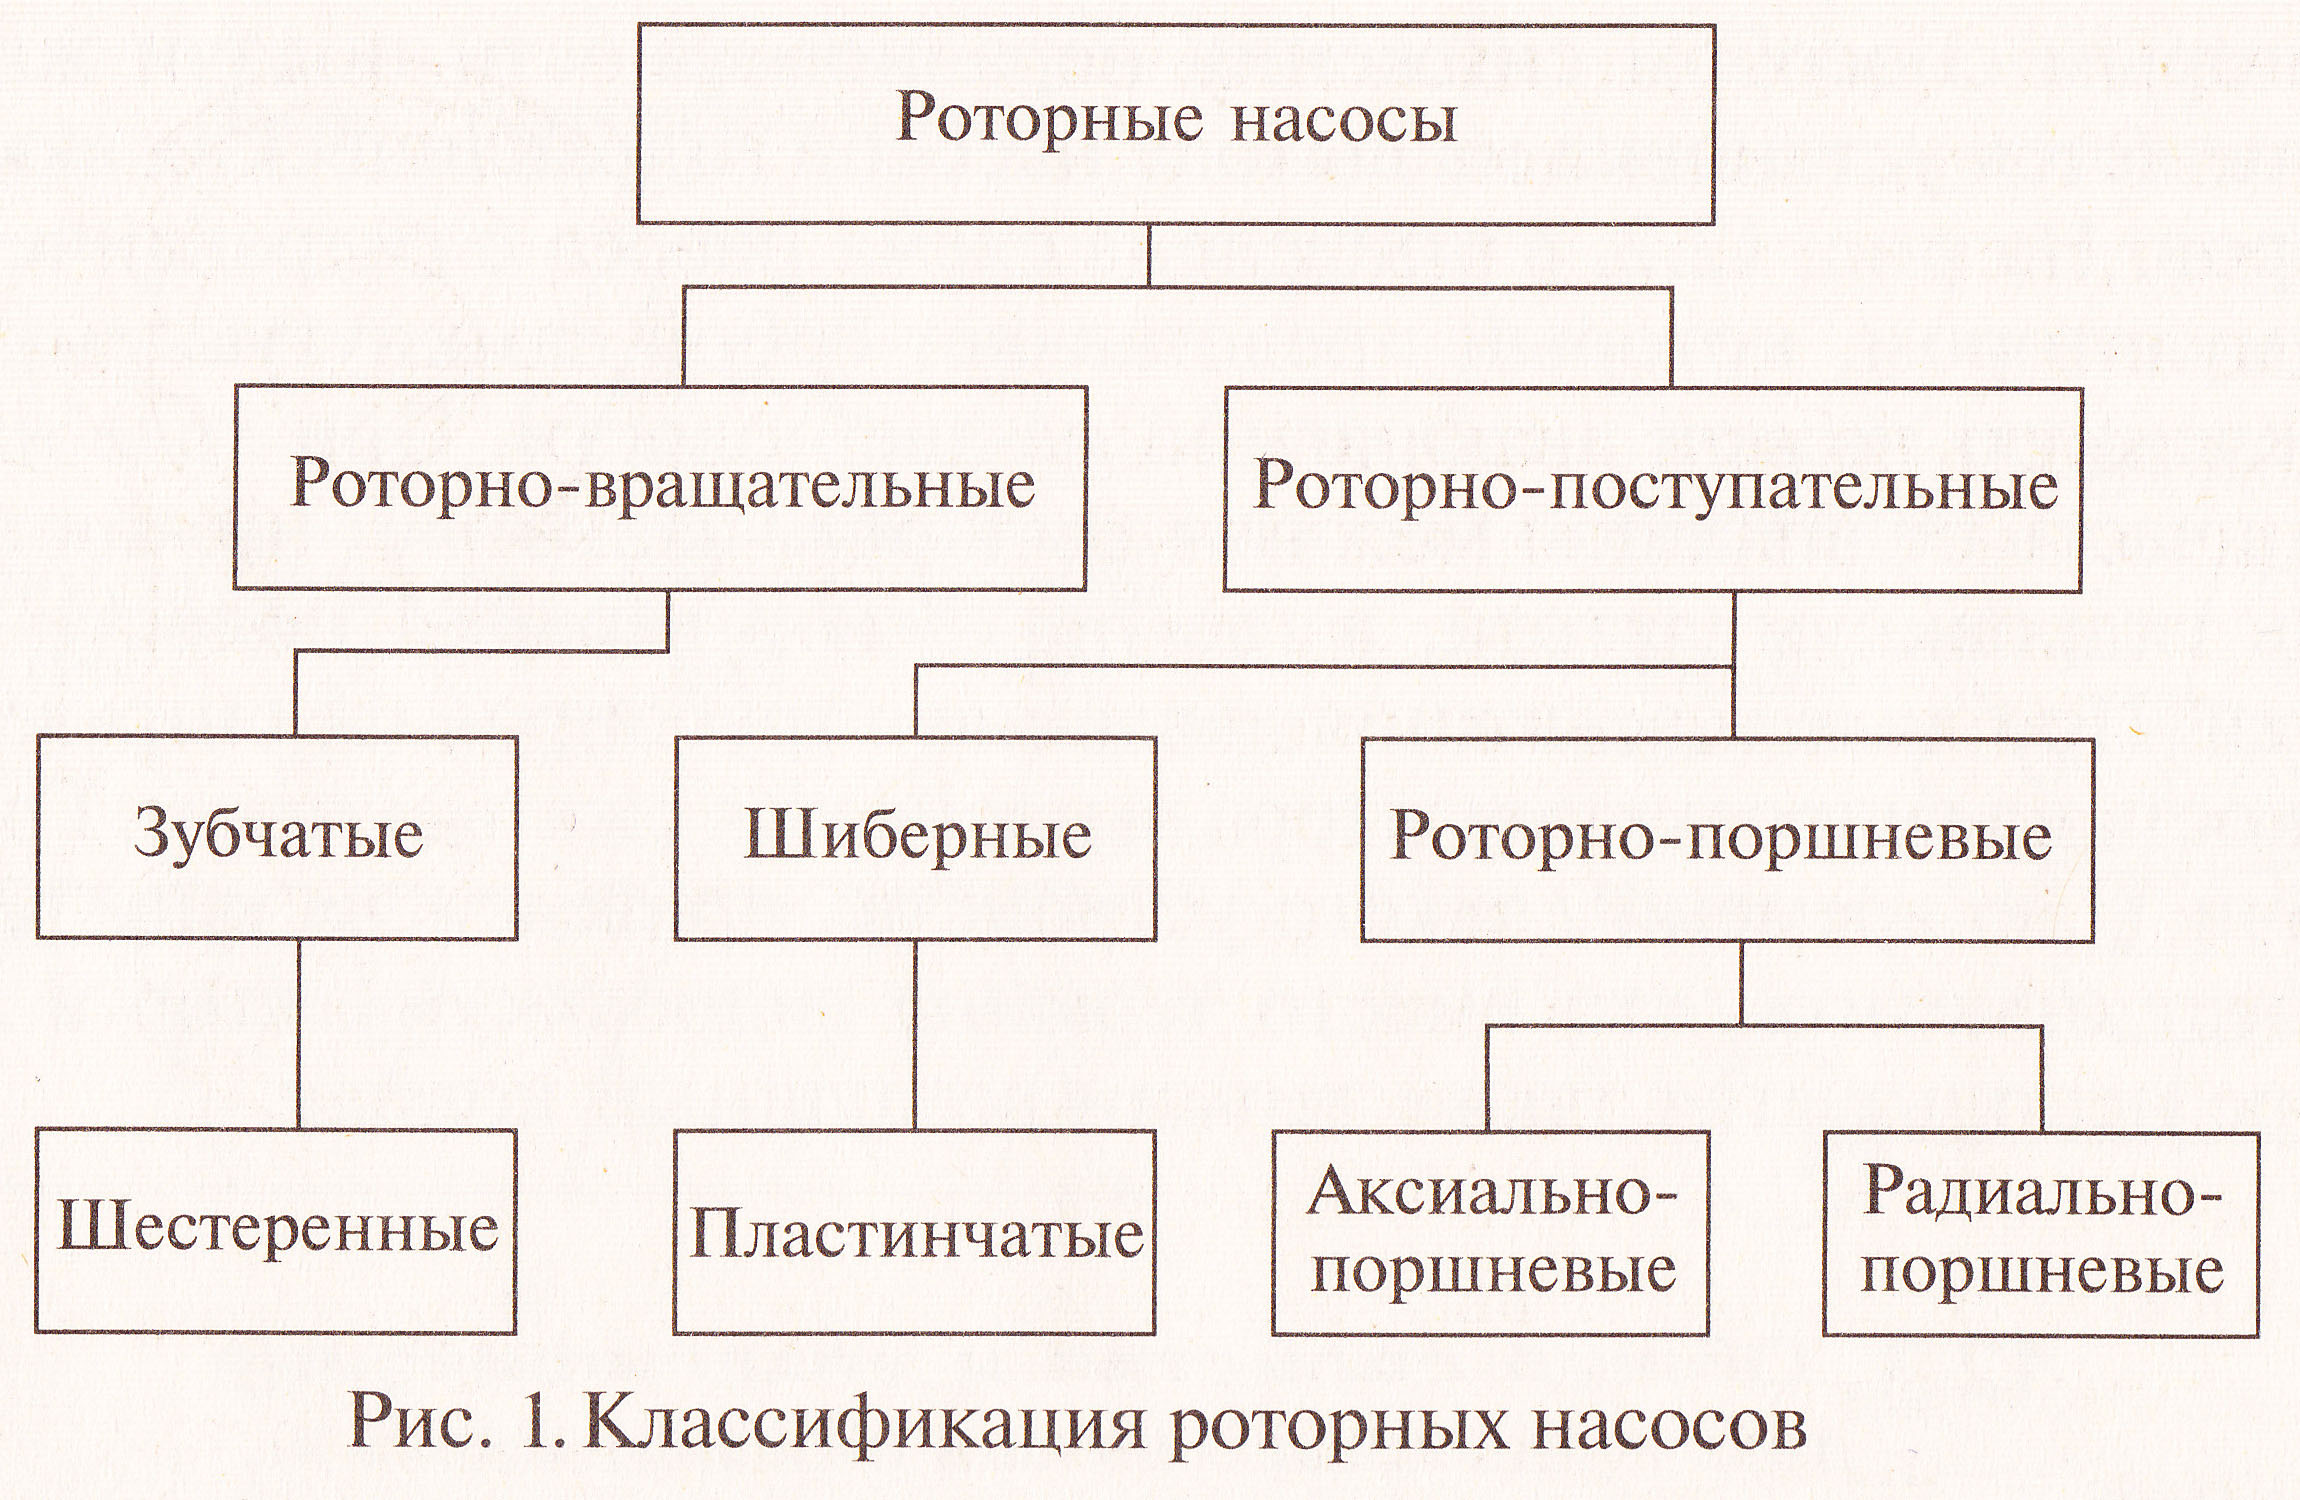 Роторные насосы
Роторно-вращательные
Роторно-поступательные
Зубчатые
Шиберные
Роторно-поршневые
Шестеренные
Пластинчатые
Аксиально-
поршневые
Радиально-
поршневые
Рис. 1. Классификация роторных насосов